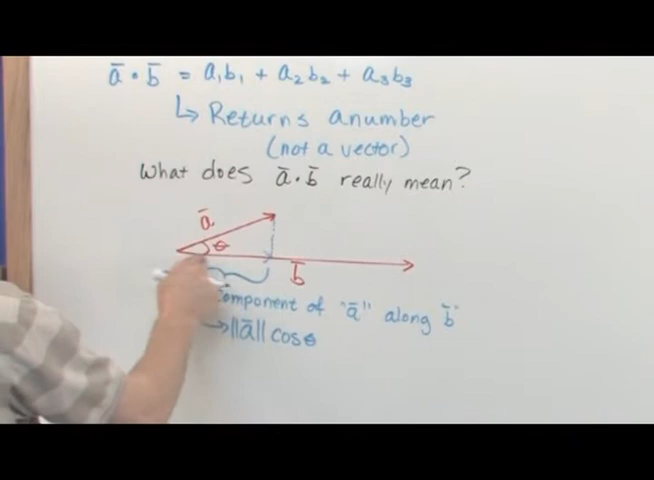 ā • b̄ = a₁b₁ + a₂b₂ + a₃b₃
↳ Returns a number
(not a vector)
What does ā • b̄ really mean?
ā
θ
b̄
component of "ā" along b̄
→ ||ā|| cosθ